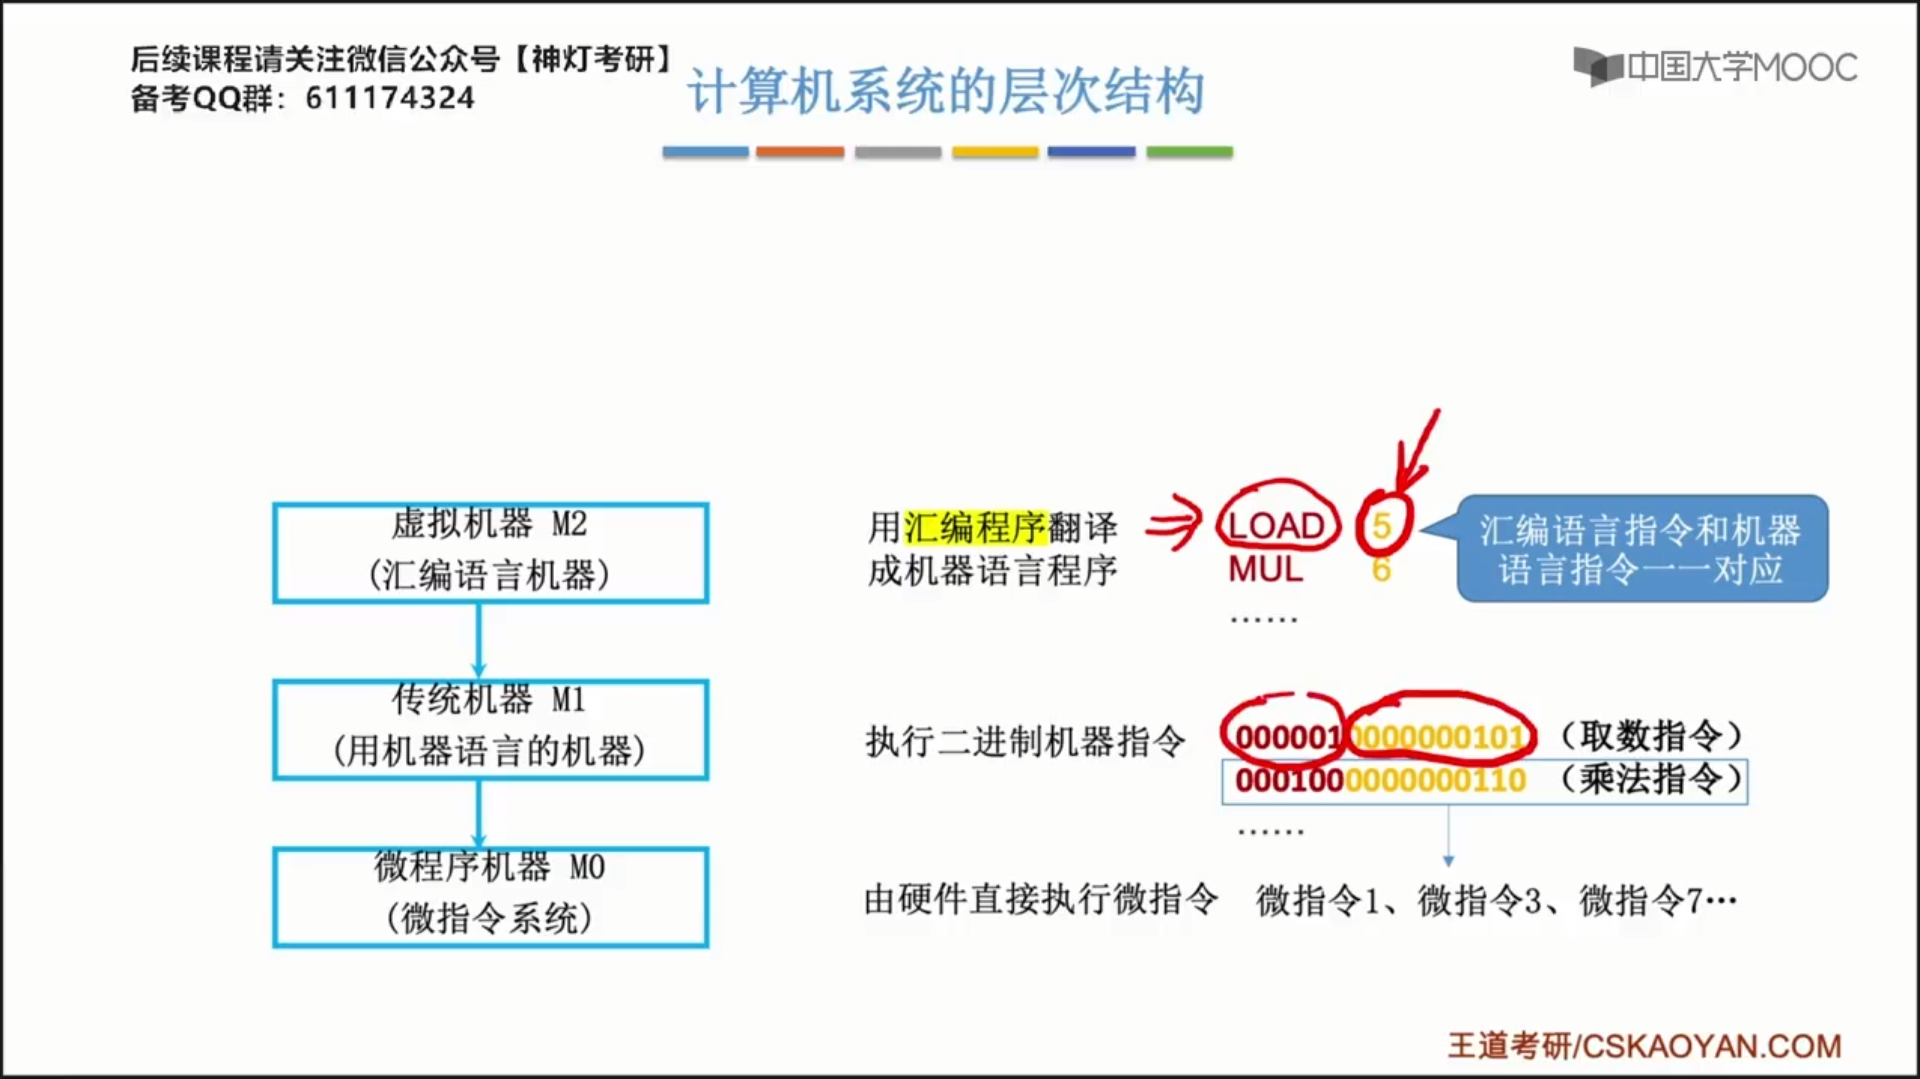 后续课程请关注微信公众号【神灯考研】
备考QQ群：611174324
中国大学MOOC
计算机系统的层次结构
虚拟机器 M2
(汇编语言机器)
用汇编程序翻译
成机器语言程序
LOAD 5
MUL 6
……
汇编语言指令和机器
语言指令一一对应
传统机器 M1
(用机器语言的机器)
执行二进制机器指令
0000010000000101 （取数指令）
0001000000000110 （乘法指令）
……
微程序机器 M0
(微指令系统)
由硬件直接执行微指令 微指令1、微指令3、微指令7…
王道考研/CSKAOYAN.COM